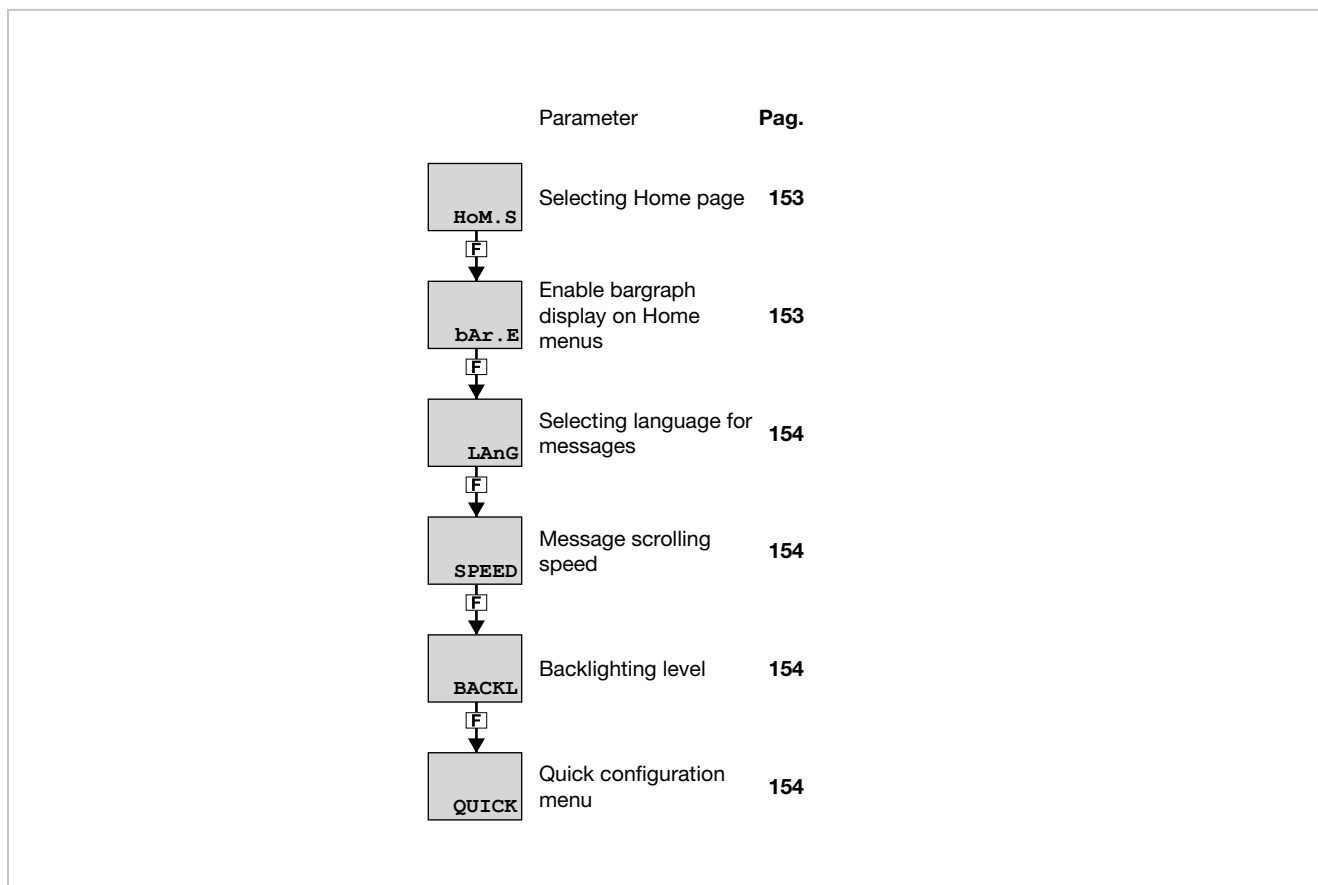 Parameter Pag.
HoM.S Selecting Home page 153
F
bAr.E Enable bargraph
display on Home 153
menus
F
LAnG Selecting language for
messages 154
F
SPEED Message scrolling
speed 154
F
BACKL Backlighting level 154
F
QUICK Quick configuration
menu 154